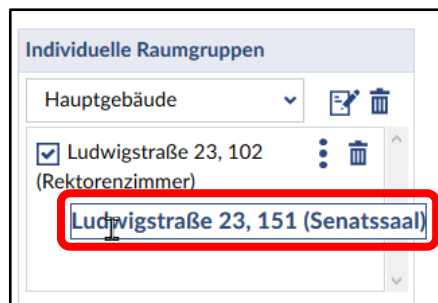 Individuelle Raumgruppen
Hauptgebäude
Ludwigstraße 23, 102
(Rektorenzimmer)
Ludwigstraße 23, 151 (Senatssaal)